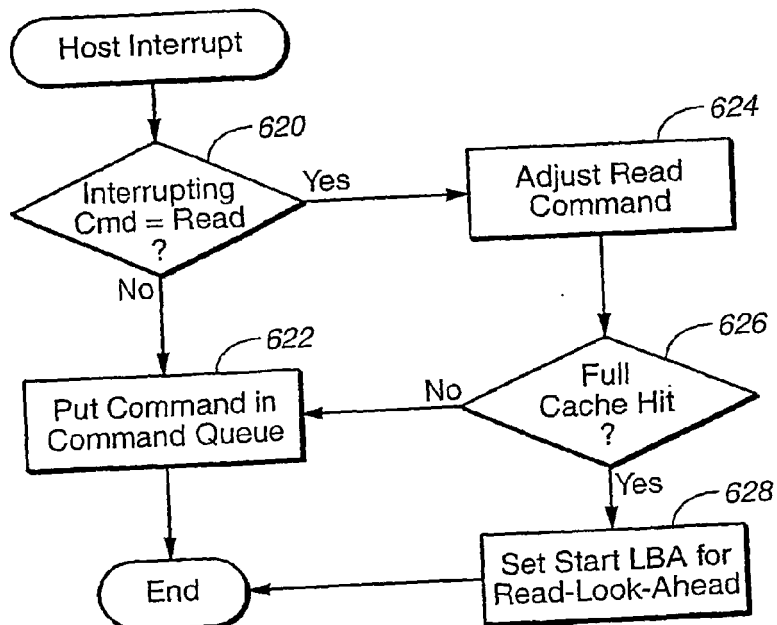 Host Interrupt
620
Interrupting
Cmd = Read
?
Yes
624
Adjust Read
Command
No
622
Put Command in
Command Queue
626
Full
Cache Hit
?
No
Yes
628
Set Start LBA for
Read-Look-Ahead
End